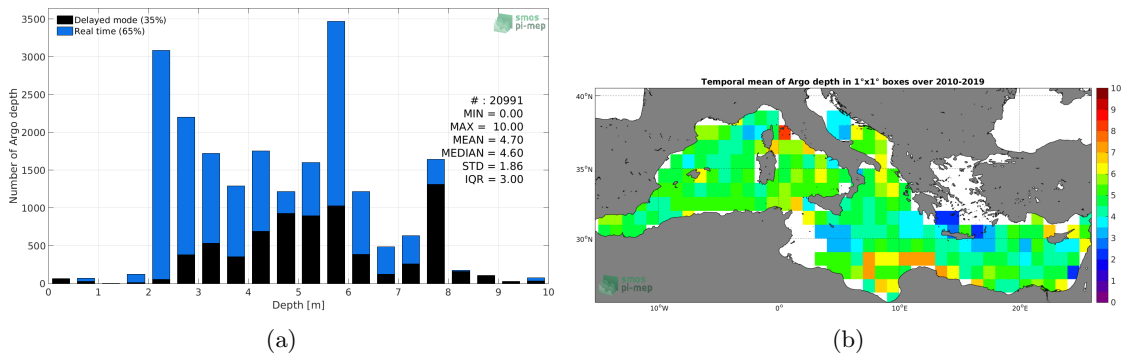 Delayed mode (35%)
Real time (65%)
smos
pi-mep
# : 20991
MIN = 0.00
MAX = 10.00
MEAN = 4.70
MEDIAN = 4.60
STD = 1.86
IQR = 3.00
3500
3000
2500
2000
1500
1000
500
0
Number of Argo depth
0 1 2 3 4 5 6 7 8 9 10
Depth [m]
(a)
Temporal mean of Argo depth in 1°x1° boxes over 2010-2019
40°N
35°N
30°N
10°W 0° 10°E 20°E
smos
pi-mep
10
9
8
7
6
5
4
3
2
1
0
(b)